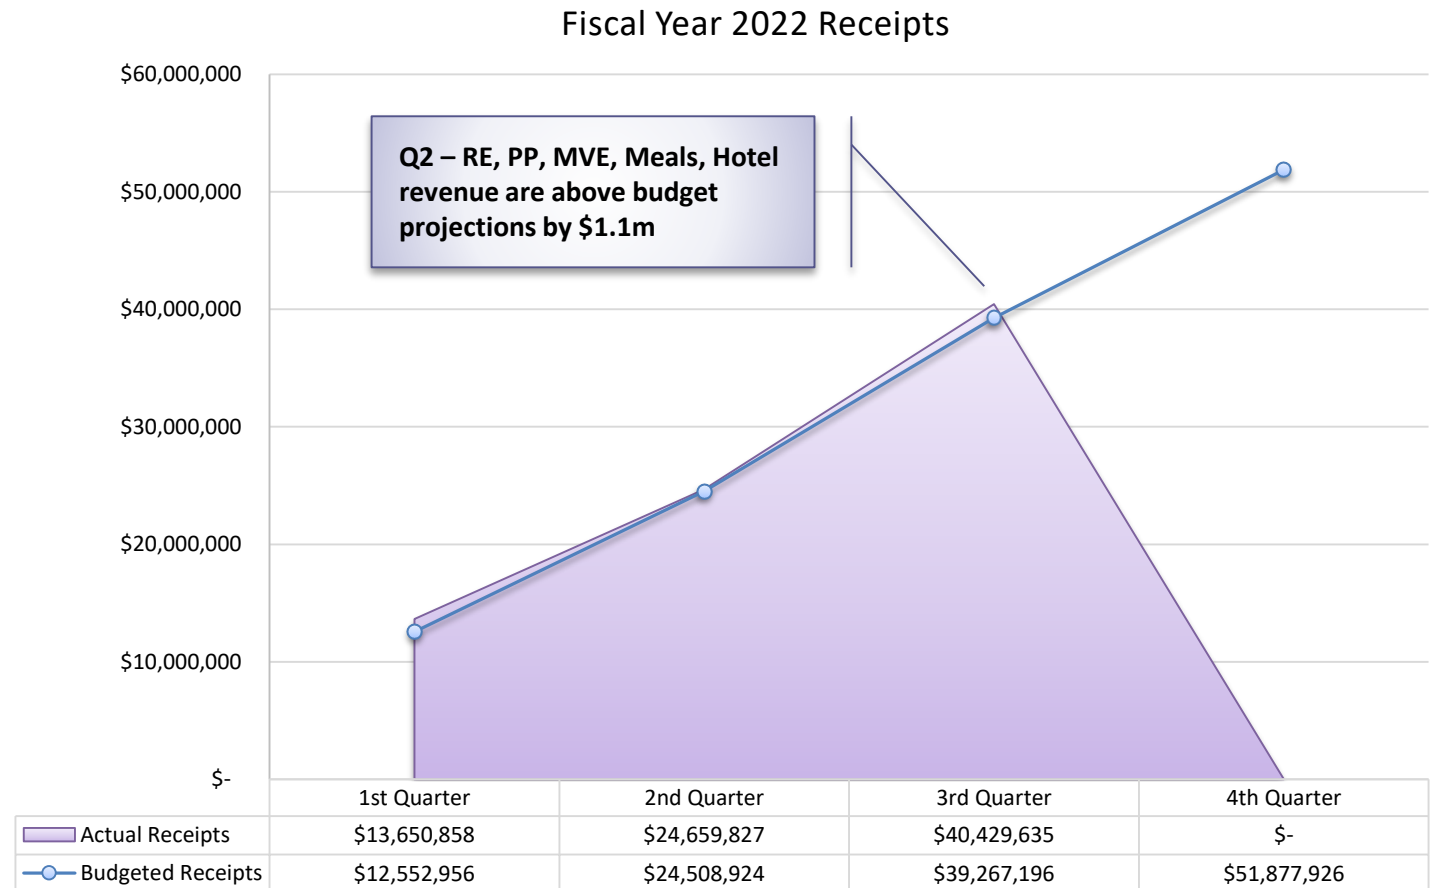 Fiscal Year 2022 Receipts
$60,000,000
$50,000,000
$40,000,000
$30,000,000
$20,000,000
$10,000,000
$-
Q2 – RE, PP, MVE, Meals, Hotel
revenue are above budget
projections by $1.1m
1st Quarter 2nd Quarter 3rd Quarter 4th Quarter
Actual Receipts $13,650,858 $24,659,827 $40,429,635 $-
Budgeted Receipts $12,552,956 $24,508,924 $39,267,196 $51,877,926